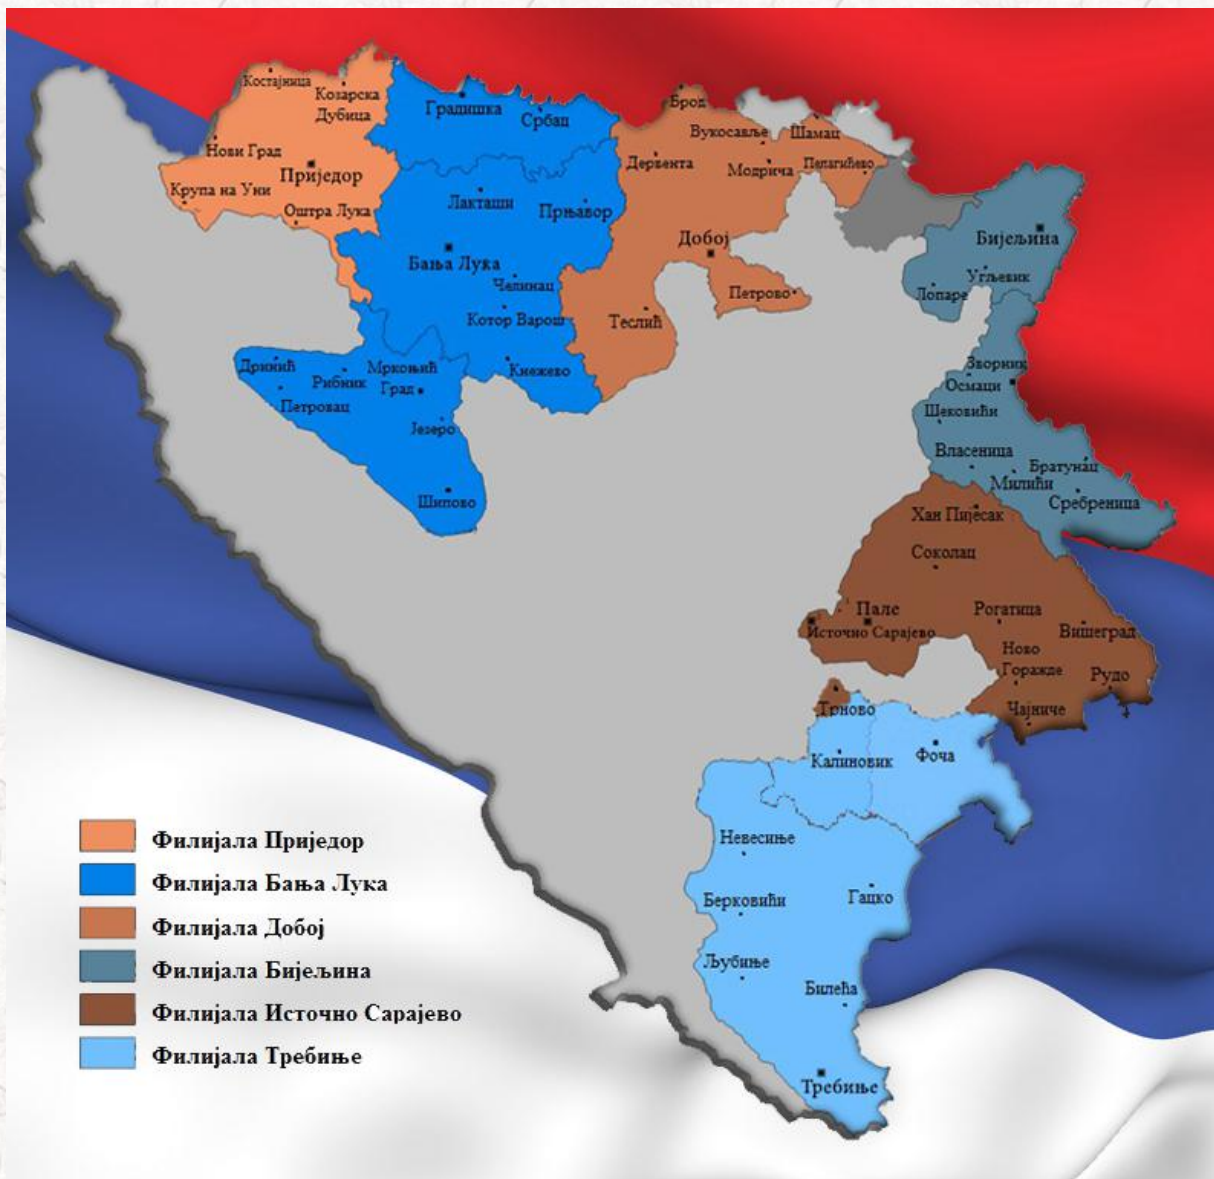 Костајница
Козарска
Дубица
Нови Град
Приједор
Крупа на Уни
Оштра Лука
Градишка
Србац
Лакташи
Прњавор
Бања Лука
Челинац
Котор Варош
Кнежево
Дринић
Рибник
Мркоњић
Град
Петровац
Језеро
Шипово
Брод
Вукосавље
Шамац
Дервента
Модрича
Пелагићево
Добој
Петрово
Теслић
Бијељина
Угљевик
Лопаре
Зворник
Осмаци
Шековићи
Власеница
Братунац
Милићи
Сребреница
Хан Пијесак
Соколац
Пале
Источно Сарајево
Рогатица
Вишеград
Ново
Горажде
Рудо
Чајниче
Трново
Калиновик
Фоча
Невесиње
Берковићи
Гацко
Љубиње
Билећа
Требиње
Филијала Приједор
Филијала Бања Лука
Филијала Добој
Филијала Бијељина
Филијала Источно Сарајево
Филијала Требиње